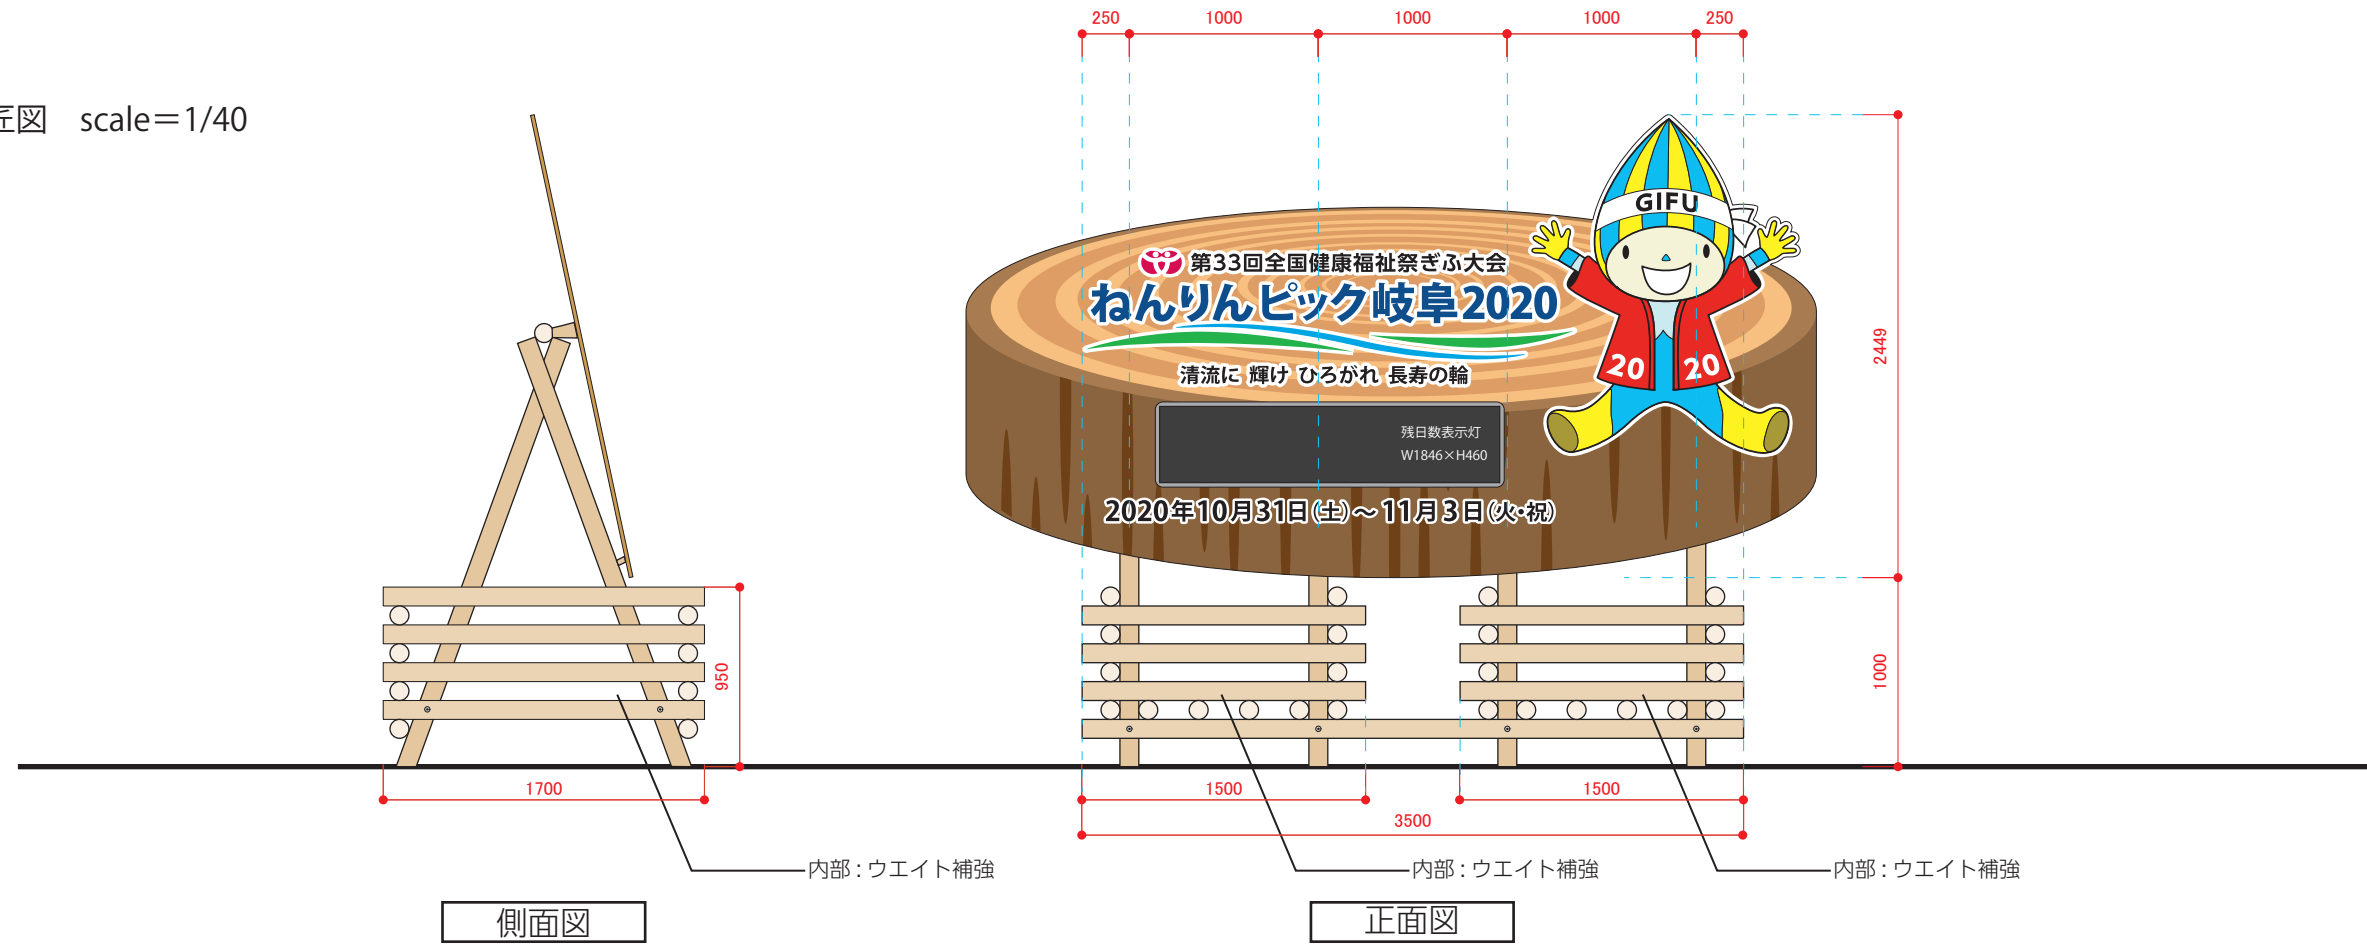 250 1000 1000 1000 250
匠図 scale=1/40
GIFU
第33回全国健康福祉祭ぎふ大会
ねんりんピック岐阜2020
清流に 輝け ひろがれ 長寿の輪
20 20
2449
残日数表示灯
W1846×H460
2020年10月31日(土)～11月3日(火・祝)
950
1000
1700
1500
1500
3500
内部：ウエイト補強
内部：ウエイト補強
内部：ウエイト補強
側面図
正面図